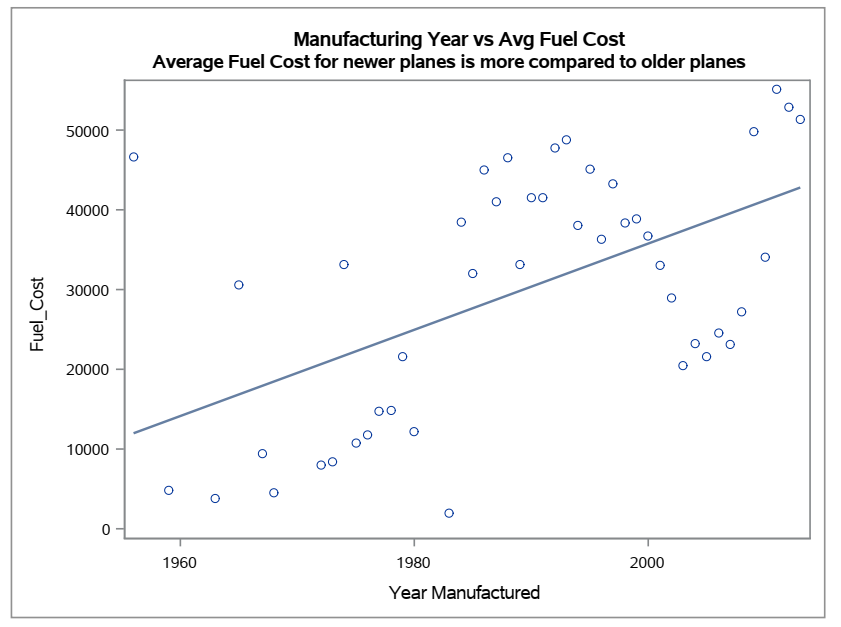 Manufacturing Year vs Avg Fuel Cost
Average Fuel Cost for newer planes is more compared to older planes
Fuel_Cost
50000
40000
30000
20000
10000
0
1960 1980 2000
Year Manufactured